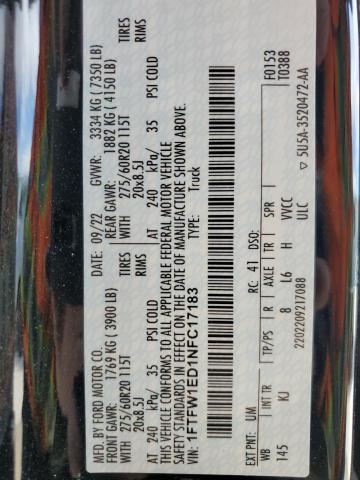 MFD. BY FORD MOTOR CO.
DATE: 09/22 GVWR: 3334 KG (7350 LB)
FRONT GAWR: 1769 KG (3900 LB) REAR GAWR: 1882 KG (4150 LB)
WITH 275/60R20 115T TIRES WITH 275/60R20 115T TIRES
20x8.5J RIMS 20x8.5J RIMS
AT 240 kPa/ 35 PSI COLD AT 240 kPa/ 35 PSI COLD
THIS VEHICLE CONFORMS TO ALL APPLICABLE FEDERAL MOTOR VEHICLE
SAFETY STANDARDS IN EFFECT ON THE DATE OF MANUFACTURE SHOWN ABOVE.
VIN: 1FTFW1ED1NFC17183 TYPE: Truck
F0153
T0388
EXT PNT: UM RC: 41 DSO:
WB INT TR TP/PS R AXLE TR SPR
145 KJ 8 L6 H VVCC
ULC
2202209217088 ▽ 5U5A-3520472-AA